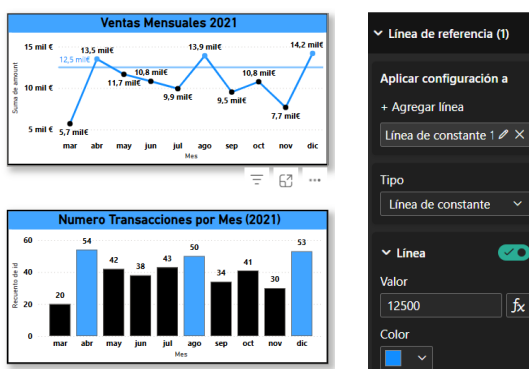 Ventas Mensuales 2021
Suma de amount
15 mil €
10 mil €
5 mil €
12,5 mil€
5,7 mil€
13,5 mil€
11,7 mil€
10,8 mil€
9,9 mil€
13,9 mil€
9,5 mil€
10,8 mil€
7,7 mil€
14,2 mil€
mar abr may jun jul ago sep oct nov dic
Mes
Numero Transacciones por Mes (2021)
Recuento de id
60
40
20
0
20 54 42 38 43 50 34 41 30 53
mar abr may jun jul ago sep oct nov dic
Mes
Línea de referencia (1)
Aplicar configuración a
+ Agregar línea
Línea de constante 1
Tipo
Línea de constante
Línea
Valor
12500
fx
Color